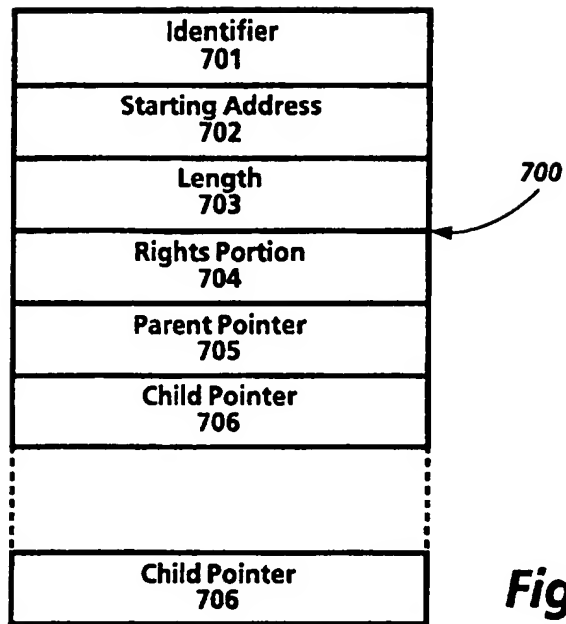 Identifier
701
Starting Address
702
Length
703
700
Rights Portion
704
Parent Pointer
705
Child Pointer
706
Child Pointer
706
Fig